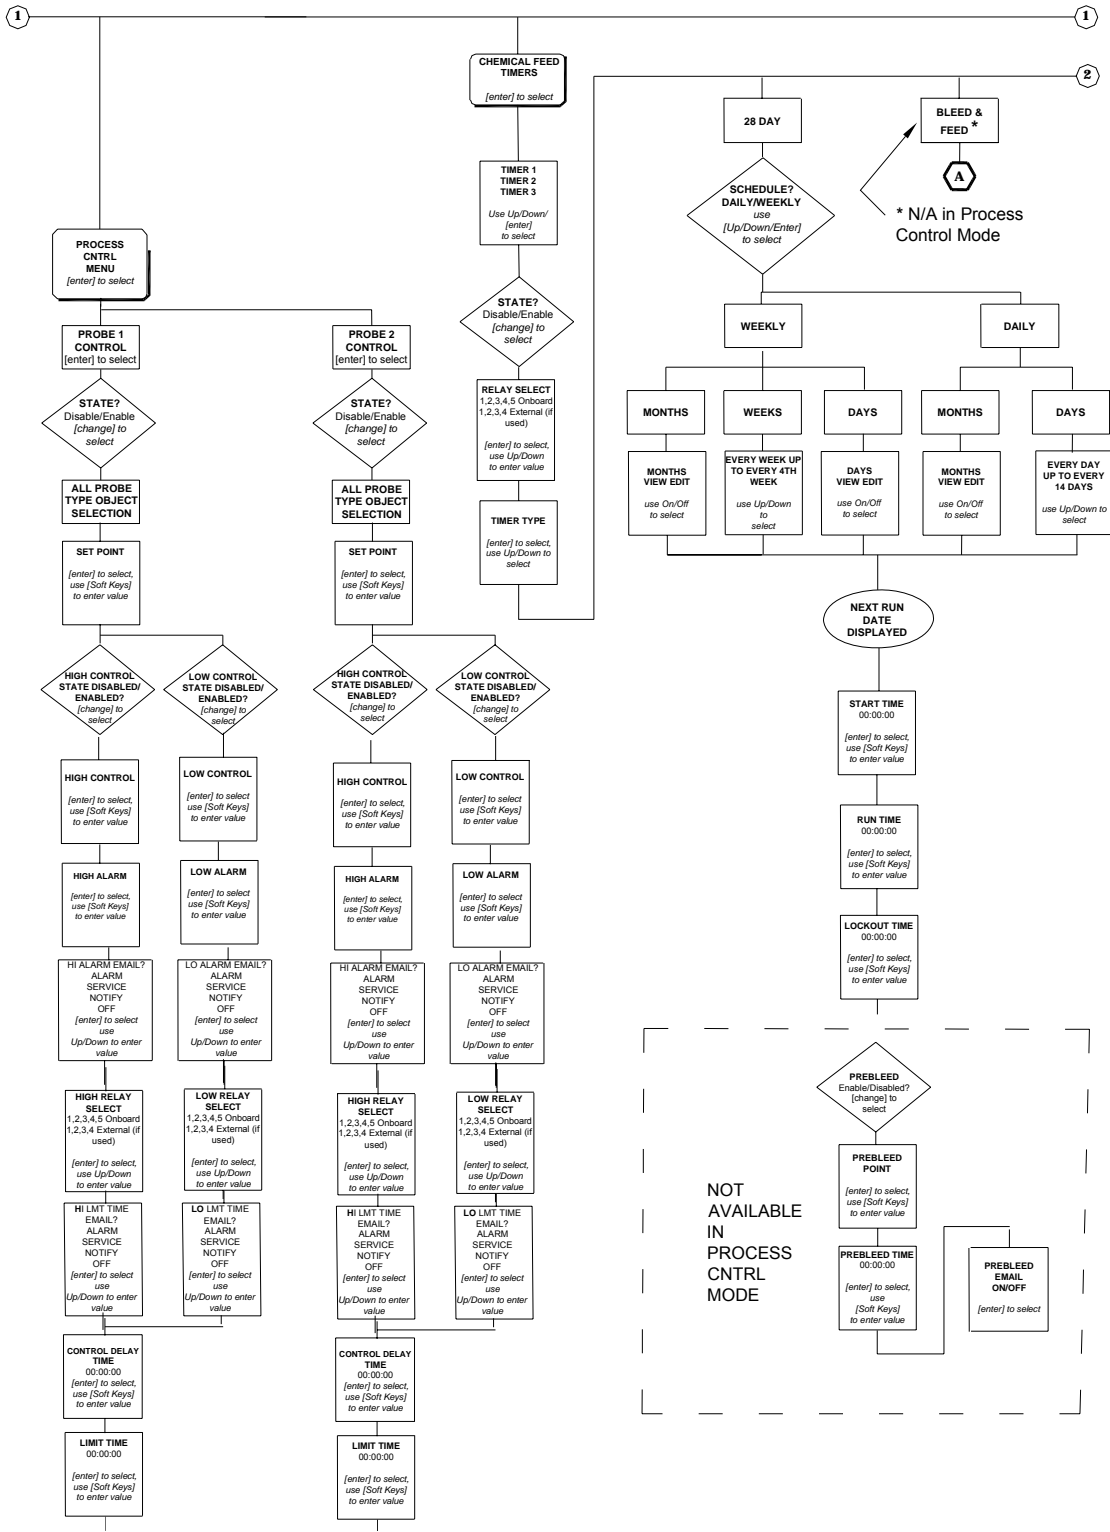 1
1
CHEMICAL FEED
TIMERS
[enter] to select
2
28 DAY
BLEED &
FEED *
A
* N/A in Process
Control Mode
TIMER 1
TIMER 2
TIMER 3
Use Up/Down/
[enter]
to select
SCHEDULE?
DAILY/WEEKLY
use
[Up/Down/Enter]
to select
PROCESS
CNTRL
MENU
[enter] to select
STATE?
Disable/Enable
[change] to
select
WEEKLY
DAILY
PROBE 1
CONTROL
[enter] to select
PROBE 2
CONTROL
[enter] to select
STATE?
Disable/Enable
[change] to
select
STATE?
Disable/Enable
[change] to
select
RELAY SELECT
1,2,3,4,5 Onboard
1,2,3,4 External (if
used)
[enter] to select,
use Up/Down
to enter value
MONTHS
WEEKS
DAYS
MONTHS
DAYS
MONTHS
VIEW EDIT
use On/Off
to select
EVERY WEEK UP
TO EVERY 4TH
WEEK
use Up/Down
to
select
DAYS
VIEW EDIT
use On/Off
to select
MONTHS
VIEW EDIT
use On/Off
to select
EVERY DAY
UP TO EVERY
14 DAYS
use Up/Down to
select
ALL PROBE
TYPE OBJECT
SELECTION
ALL PROBE
TYPE OBJECT
SELECTION
TIMER TYPE
[enter] to select,
use Up/Down to
select
SET POINT
[enter] to select,
use [Soft Keys]
to enter value
SET POINT
[enter] to select,
use [Soft Keys]
to enter value
NEXT RUN
DATE
DISPLAYED
HIGH CONTROL
STATE DISABLED/
ENABLED?
[change] to
select
LOW CONTROL
STATE DISABLED/
ENABLED?
[change] to
select
HIGH CONTROL
STATE DISABLED/
ENABLED?
[change] to
select
LOW CONTROL
STATE DISABLED/
ENABLED?
[change] to
select
START TIME
00:00:00
[enter] to select,
use [Soft Keys]
to enter value
HIGH CONTROL
[enter] to select,
use [Soft Keys]
to enter value
LOW CONTROL
[enter] to select
use [Soft Keys]
to enter value
HIGH CONTROL
[enter] to select,
use [Soft Keys]
to enter value
LOW CONTROL
[enter] to select
use [Soft Keys]
to enter value
RUN TIME
00:00:00
[enter] to select,
use [Soft Keys]
to enter value
HIGH ALARM
[enter] to select,
use [Soft Keys]
to enter value
LOW ALARM
[enter] to select
use [Soft Keys]
to enter value
HIGH ALARM
[enter] to select,
use [Soft Keys]
to enter value
LOW ALARM
[enter] to select
use [Soft Keys]
to enter value
LOCKOUT TIME
00:00:00
[enter] to select,
use [Soft Keys]
to enter value
HI ALARM EMAIL?
ALARM
SERVICE
NOTIFY
OFF
[enter] to select
use
Up/Down to enter
value
LO ALARM EMAIL?
ALARM
SERVICE
NOTIFY
OFF
[enter] to select
use
Up/Down to enter
value
HI ALARM EMAIL?
ALARM
SERVICE
NOTIFY
OFF
[enter] to select
use
Up/Down to enter
value
LO ALARM EMAIL?
ALARM
SERVICE
NOTIFY
OFF
[enter] to select
use
Up/Down to enter
value
PREBLEED
Enable/Disabled?
[change] to
select
HIGH RELAY
SELECT
1,2,3,4,5 Onboard
1,2,3,4 External (if
used)
[enter] to select,
use Up/Down
to enter value
LOW RELAY
SELECT
1,2,3,4,5 Onboard
1,2,3,4 External (if
used)
[enter] to select,
use Up/Down
to enter value
HIGH RELAY
SELECT
1,2,3,4,5 Onboard
1,2,3,4 External (if
used)
[enter] to select,
use Up/Down
to enter value
LOW RELAY
SELECT
1,2,3,4,5 Onboard
1,2,3,4 External (if
used)
[enter] to select,
use Up/Down
to enter value
PREBLEED
POINT
[enter] to select,
use [Soft Keys]
to enter value
NOT
AVAILABLE
IN
PROCESS
CNTRL
MODE
HI LMT TIME
EMAIL?
ALARM
SERVICE
NOTIFY
OFF
[enter] to select
use
Up/Down to enter
value
LO LMT TIME
EMAIL?
ALARM
SERVICE
NOTIFY
OFF
[enter] to select
use
Up/Down to enter
value
HI LMT TIME
EMAIL?
ALARM
SERVICE
NOTIFY
OFF
[enter] to select
use
Up/Down to enter
value
LO LMT TIME
EMAIL?
ALARM
SERVICE
NOTIFY
OFF
[enter] to select
use
Up/Down to enter
value
PREBLEED TIME
00:00:00
[enter] to select,
use
[Soft Keys]
to enter value
PREBLEED
EMAIL
ON/OFF
[enter] to select
CONTROL DELAY
TIME
00:00:00
[enter] to select,
use [Soft Keys]
to enter value
CONTROL DELAY
TIME
00:00:00
[enter] to select,
use [Soft Keys]
to enter value
LIMIT TIME
00:00:00
[enter] to select,
use [Soft Keys]
to enter value
LIMIT TIME
00:00:00
[enter] to select,
use [Soft Keys]
to enter value